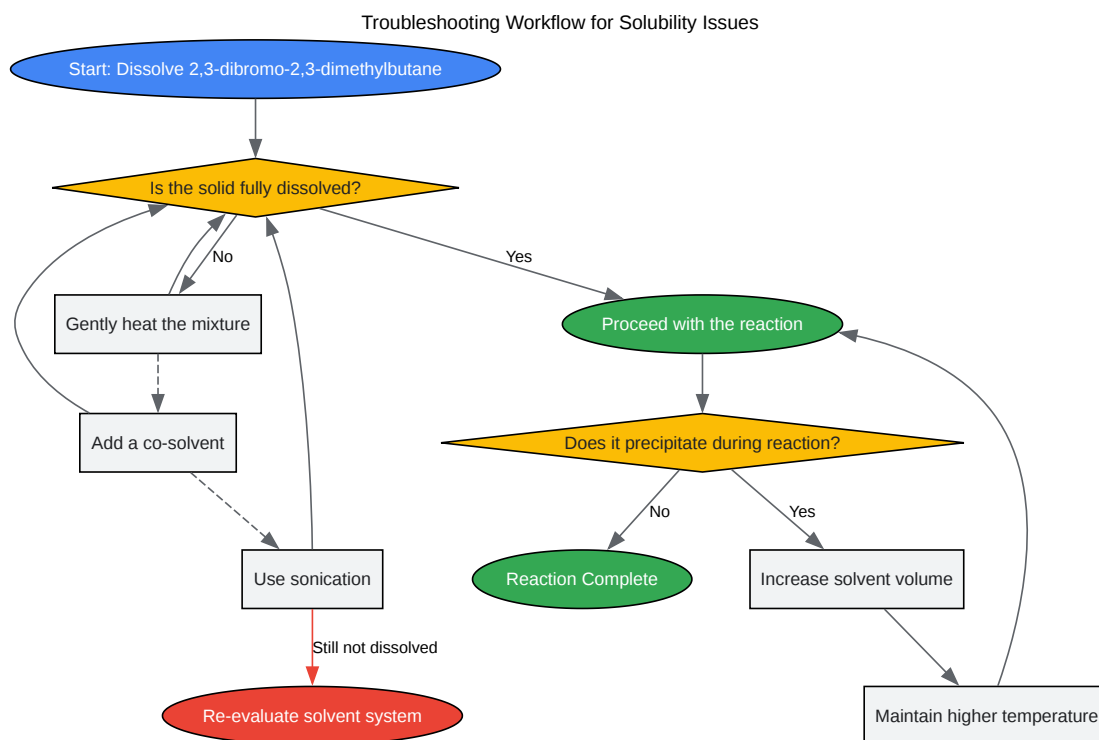 Troubleshooting Workflow for Solubility Issues
Start: Dissolve 2,3-dibromo-2,3-dimethylbutane
Is the solid fully dissolved?
No
Yes
Gently heat the mixture
Proceed with the reaction
Add a co-solvent
Does it precipitate during reaction?
No
Yes
Use sonication
Reaction Complete
Increase solvent volume
Still not dissolved
Re-evaluate solvent system
Maintain higher temperature